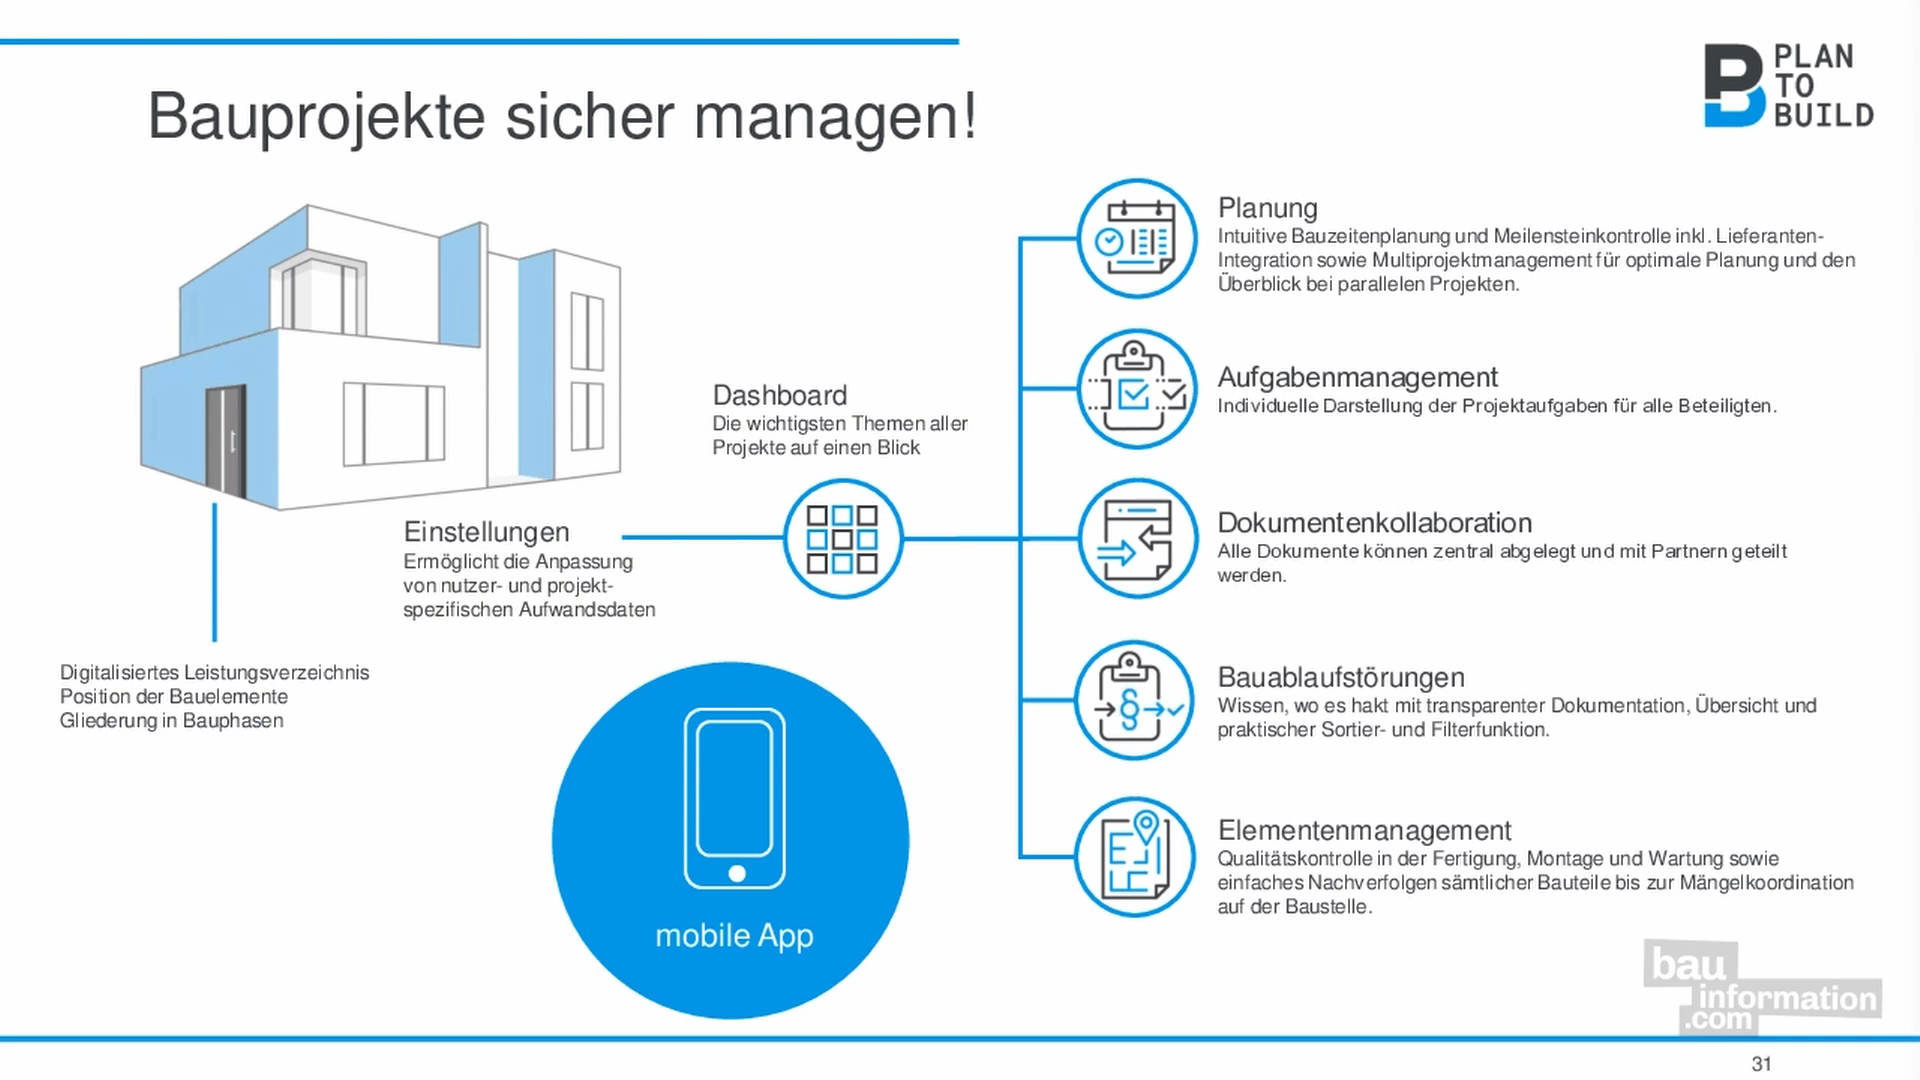 PLAN
TO
BUILD
Bauprojekte sicher managen!
Planung
Intuitive Bauzeitenplanung und Meilensteinkontrolle inkl. Lieferanten-
Integration sowie Multiprojektmanagement für optimale Planung und den
Überblick bei parallelen Projekten.
Aufgabenmanagement
Individuelle Darstellung der Projektaufgaben für alle Beteiligten.
Dashboard
Die wichtigsten Themen aller
Projekte auf einen Blick
Einstellungen
Ermöglicht die Anpassung
von nutzer- und projekt-
spezifischen Aufwandsdaten
Dokumentenkollaboration
Alle Dokumente können zentral abgelegt und mit Partnern geteilt
werden.
Digitalisiertes Leistungsverzeichnis
Position der Bauelemente
Gliederung in Bauphasen
Bauablaufstörungen
Wissen, wo es hakt mit transparenter Dokumentation, Übersicht und
praktischer Sortier- und Filterfunktion.
mobile App
Elementenmanagement
Qualitätskontrolle in der Fertigung, Montage und Wartung sowie
einfaches Nachverfolgen sämtlicher Bauteile bis zur Mängelkoordination
auf der Baustelle.
bau
information
.com
31